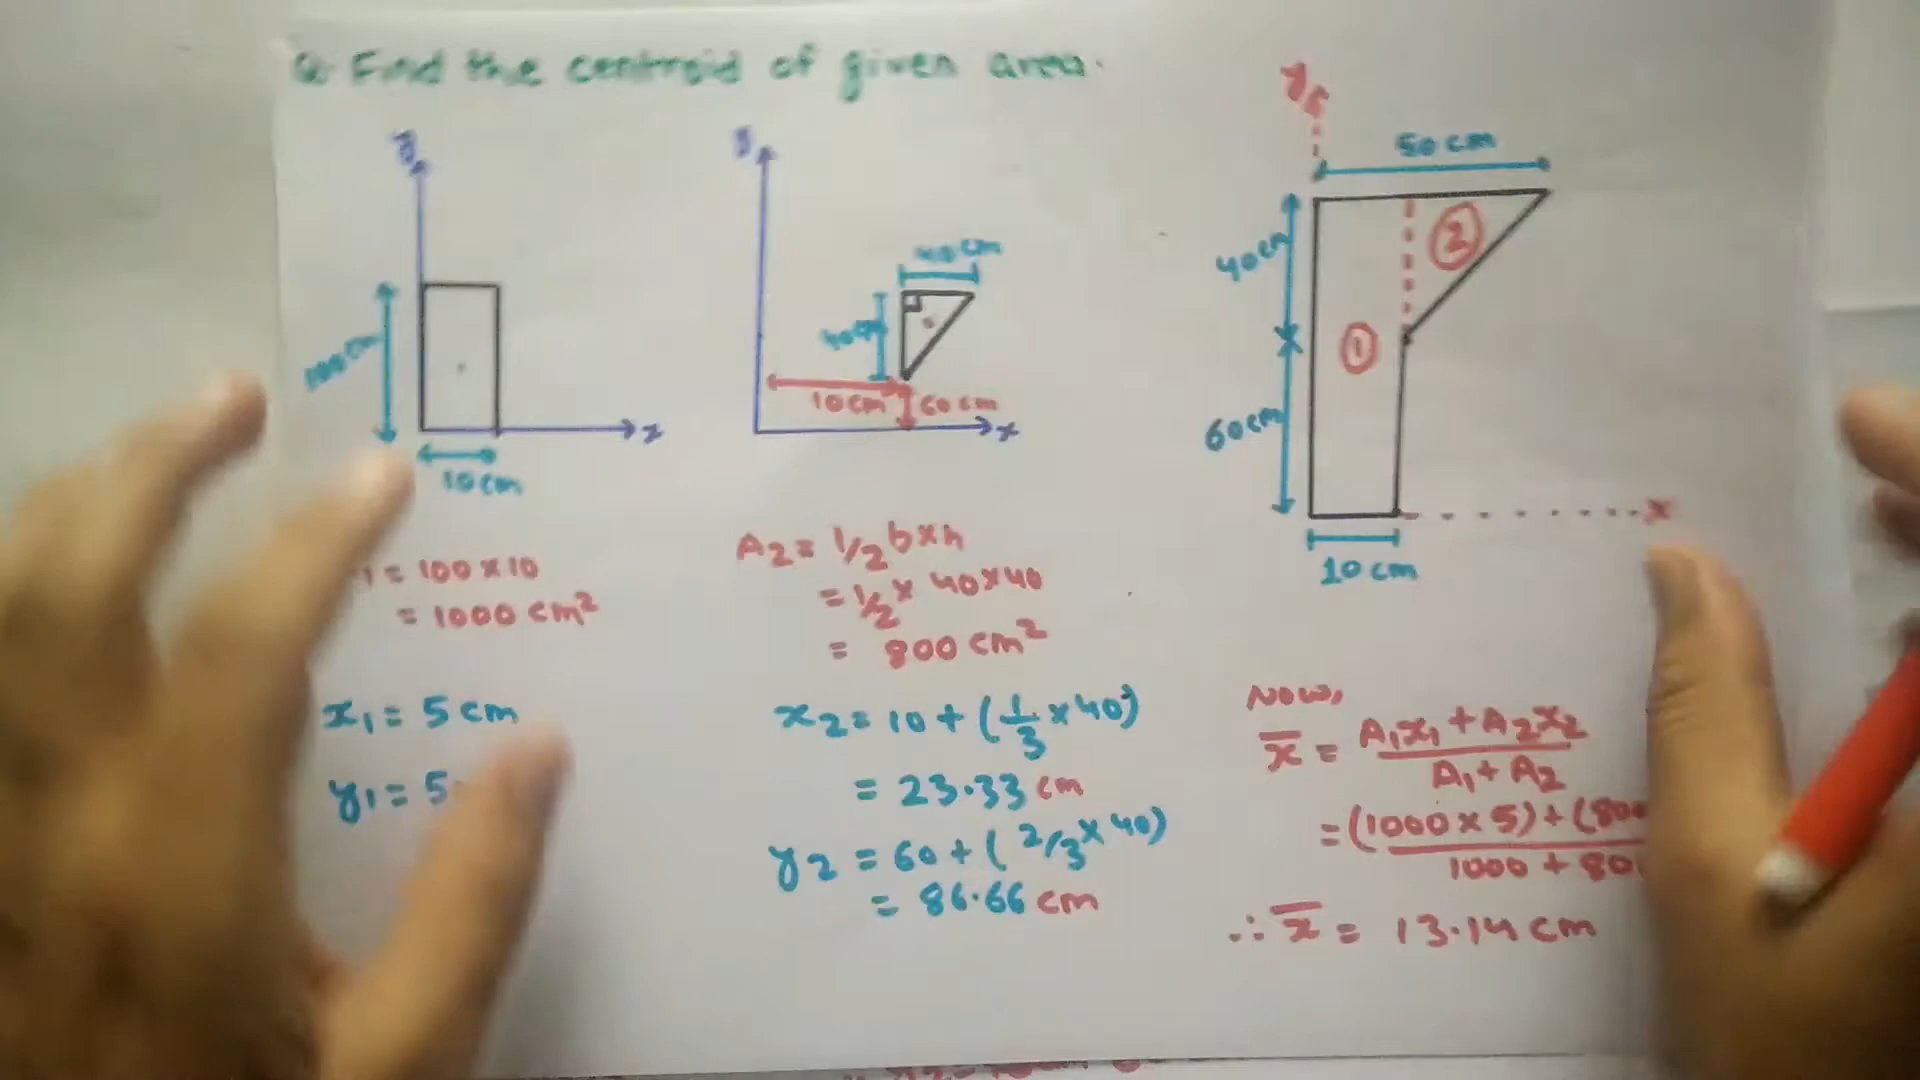 Q. Find the centroid of given area.
y
100 cm
10 cm
x
y
40 cm
40 cm
10 cm
60 cm
x
y
50 cm
40 cm
60 cm
1
2
10 cm
x
1 = 100 × 10
= 1000 cm²
x₁ = 5 cm
y₁ = 5
A₂ = 1/2 b×h
= 1/2 × 40×40
= 800 cm²
x₂ = 10 + (1/3 × 40)
= 23.33 cm
y₂ = 60 + (2/3 × 40)
= 86.66 cm
Now,
x̅ = A₁x₁ + A₂x₂
A₁ + A₂
= (1000 × 5) + (800
1000 + 80
∴ x̅ = 13.14 cm